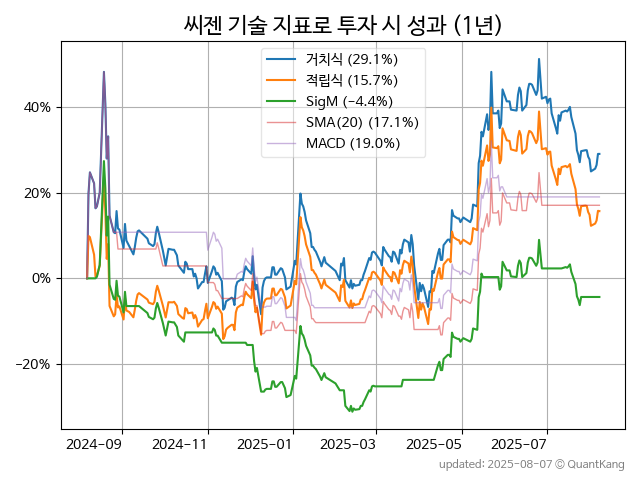 씨젠 기술 지표로 투자 시 성과 (1년)
거치식 (29.1%)
적립식 (15.7%)
SigM (−4.4%)
SMA(20) (17.1%)
MACD (19.0%)
40%
20%
0%
−20%
2024-09 2024-11 2025-01 2025-03 2025-05 2025-07
updated: 2025-08-07 © QuantKang